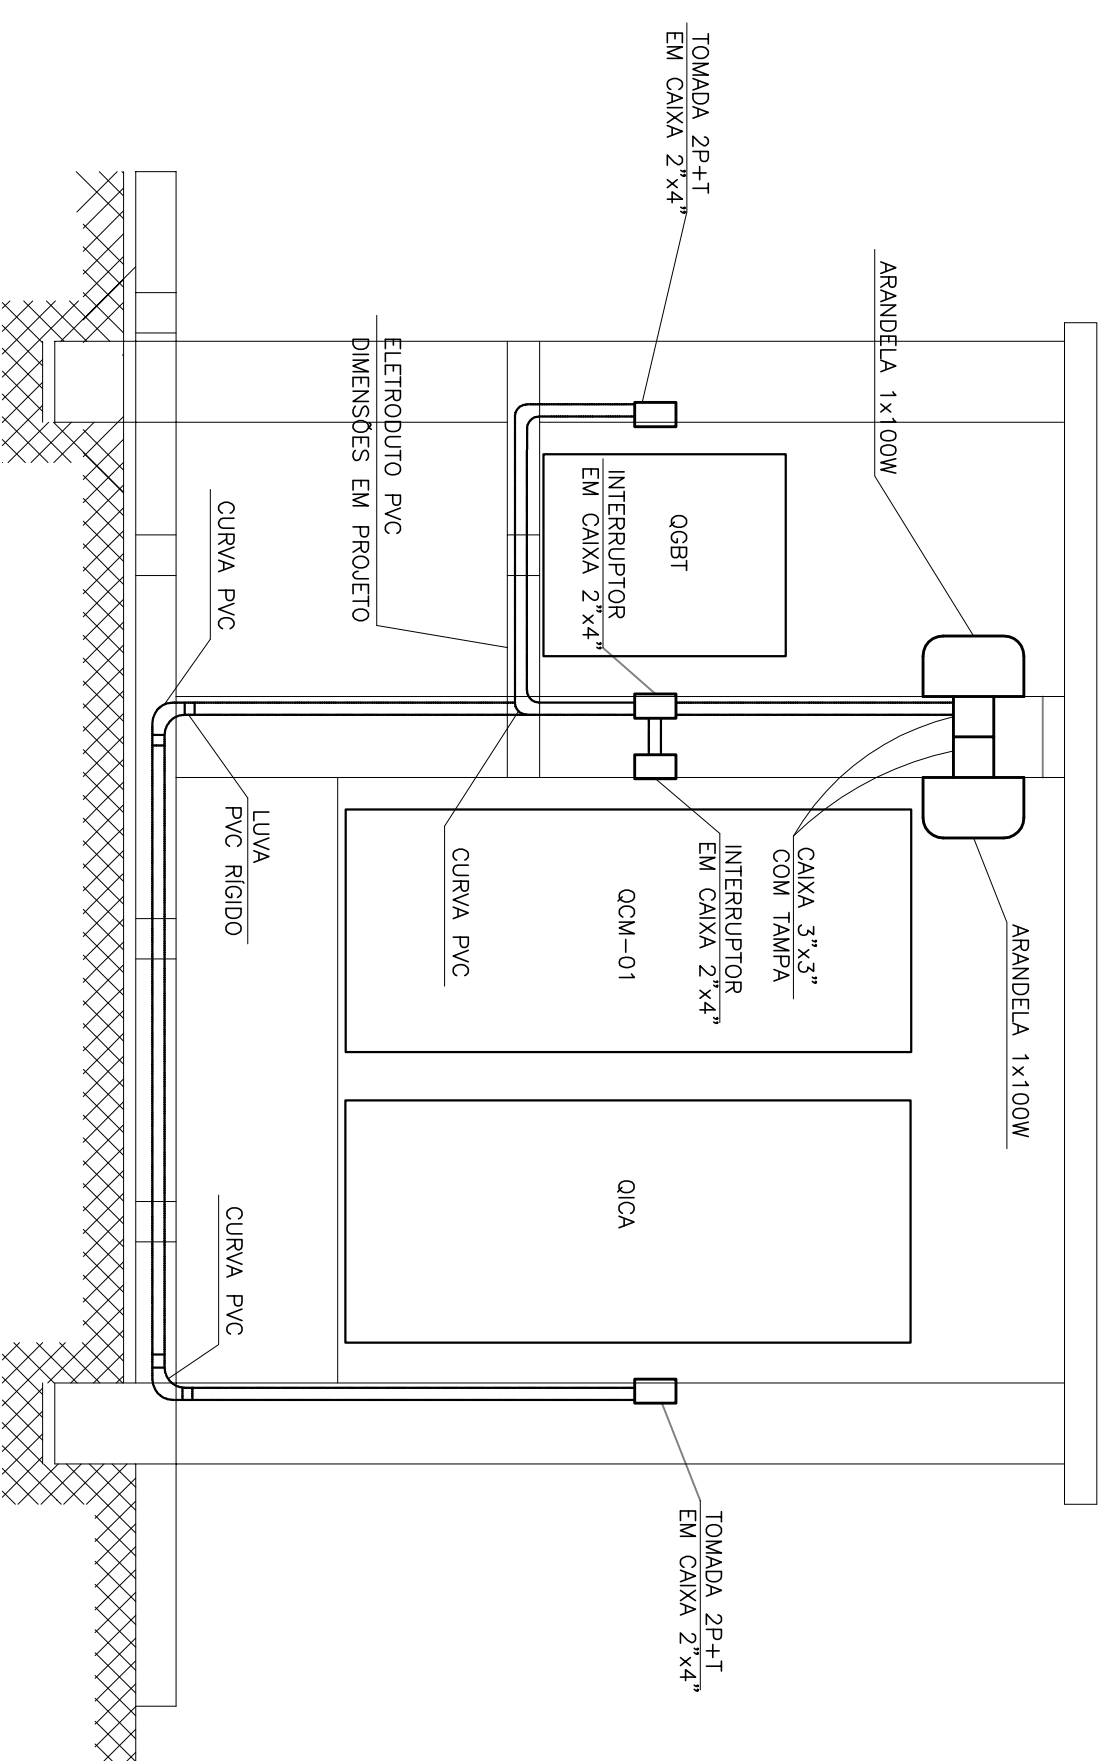 TOMADA 2P+T
EM CAIXA 2"x4"
ARANDELA 1x100W
ELETRODUTO PVC
DIMENSÕES EM PROJETO
CURVA PVC
QGBT
INTERRUPTOR
EM CAIXA 2"x4"
ARANDELA 1x100W
CAIXA 3"x3"
COM TAMPA
INTERRUPTOR
EM CAIXA 2"x4"
QCM-01
CURVA PVC
LUVA
PVC RÍGIDO
QICA
CURVA PVC
TOMADA 2P+T
EM CAIXA 2"x4"